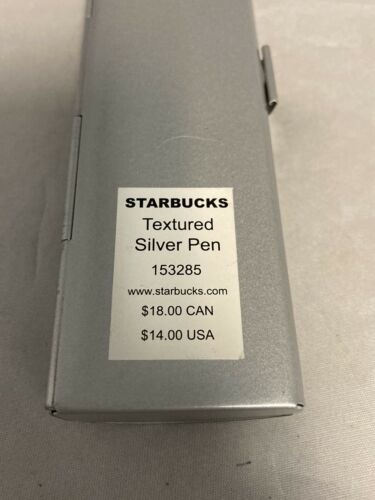 STARBUCKS
Textured
Silver Pen
153285
www.starbucks.com
$18.00 CAN
$14.00 USA